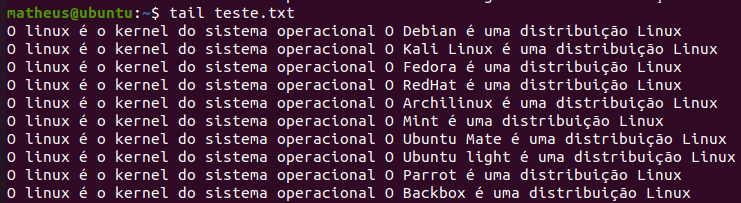 matheus@ubuntu:~$ tail teste.txt
O linux é o kernel do sistema operacional O Debian é uma distribuição Linux
O linux é o kernel do sistema operacional O Kali Linux é uma distribuição Linux
O linux é o kernel do sistema operacional O Fedora é uma distribuição Linux
O linux é o kernel do sistema operacional O RedHat é uma distribuição Linux
O linux é o kernel do sistema operacional O Archilinux é uma distribuição Linux
O linux é o kernel do sistema operacional O Mint é uma distribuição Linux
O linux é o kernel do sistema operacional O Ubuntu Mate é uma distribuição Linux
O linux é o kernel do sistema operacional O Ubuntu light é uma distribuição Linux
O linux é o kernel do sistema operacional O Parrot é uma distribuição Linux
O linux é o kernel do sistema operacional O Backbox é uma distribuição Linux